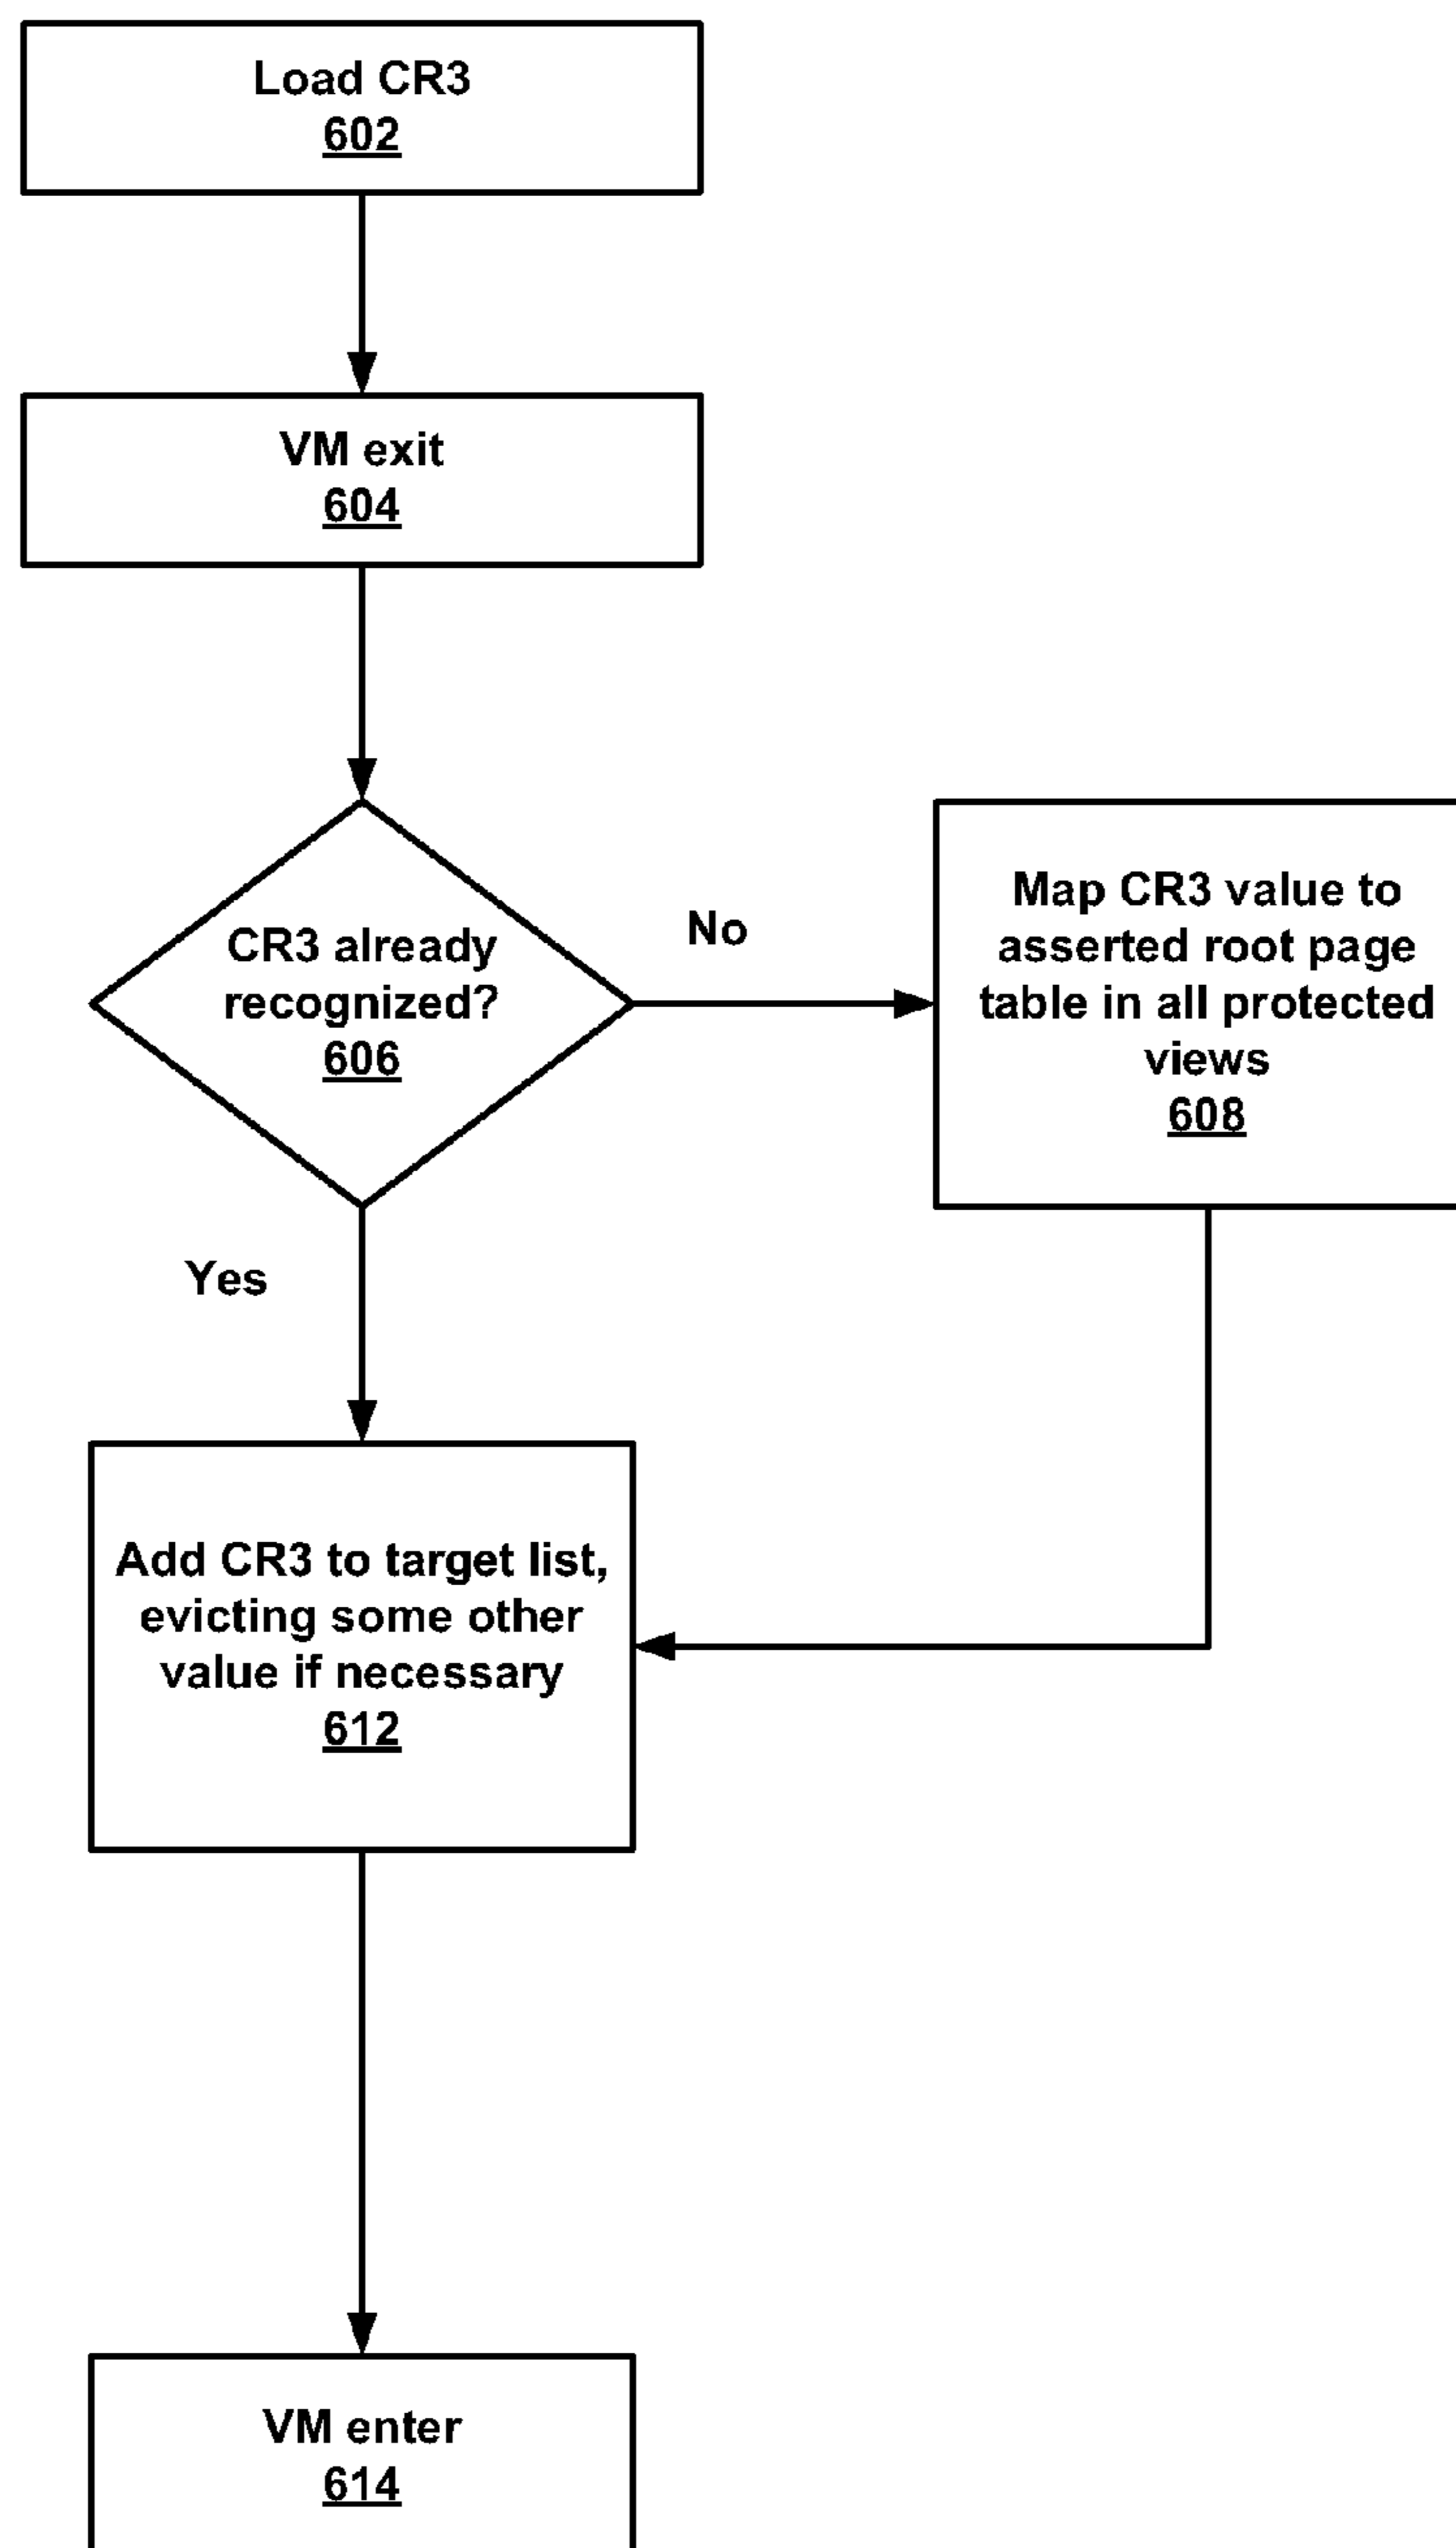 Load CR3
602
VM exit
604
CR3 already
recognized?
606
No
Map CR3 value to
asserted root page
table in all protected
views
608
Yes
Add CR3 to target list,
evicting some other
value if necessary
612
VM enter
614